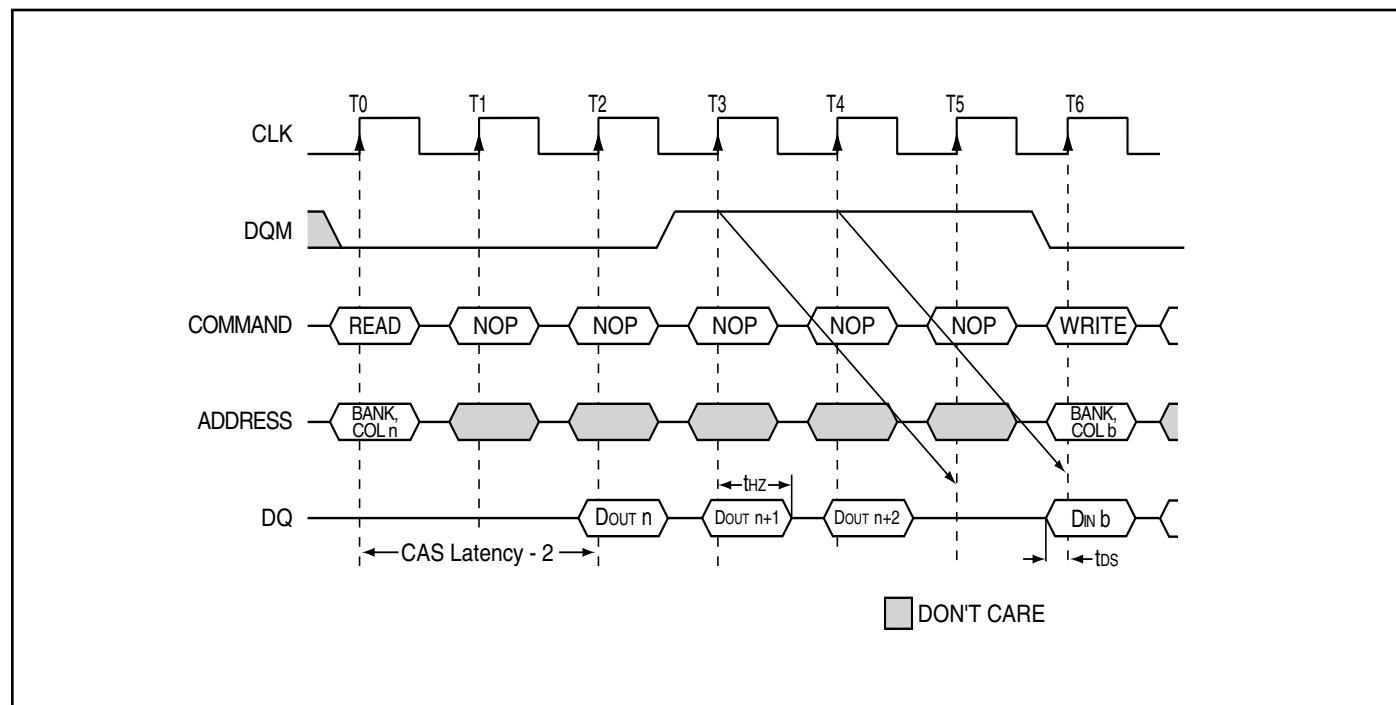 T0 T1 T2 T3 T4 T5 T6
CLK
DQM
COMMAND READ NOP NOP NOP NOP NOP WRITE
ADDRESS BANK, COL n BANK, COL b
tHZ
DQ DOUT n DOUT n+1 DOUT n+2 DIN b
CAS Latency - 2 tDS
DON'T CARE